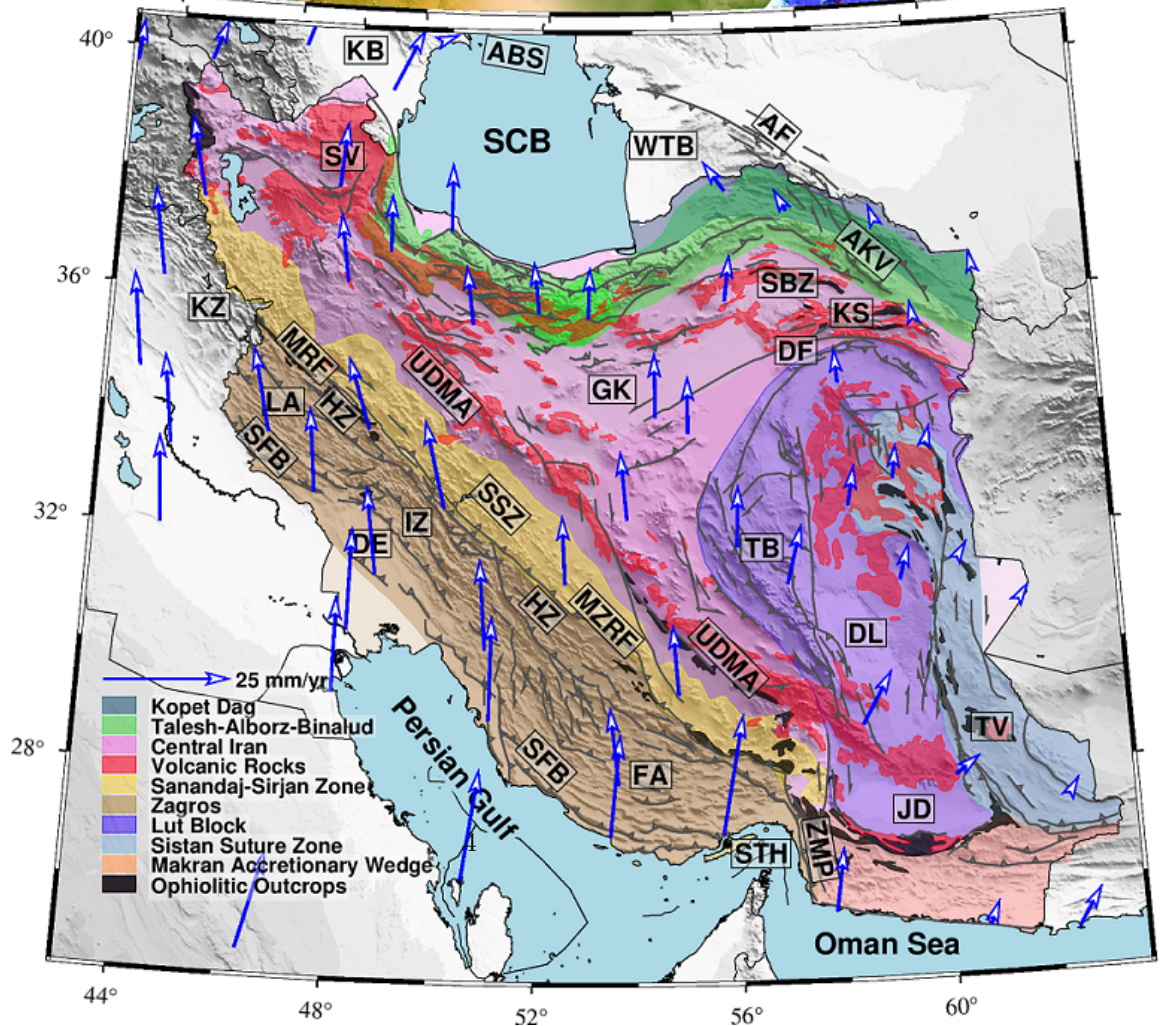 40°
KB
ABS
SCB
AF
WTB
SV
AKV
36°
KZ
SBZ
KS
MRF
DF
UDMA
GK
LA
HZ
SFB
SSZ
32°
IZ
DE
TB
HZ
MZRF
DL
UDMA
25 mm/yr
Kopet Dag
Talesh-Alborz-Binalud
Central Iran
Volcanic Rocks
Sanandaj-Sirjan Zone
Zagros
Lut Block
Sistan Suture Zone
Makran Accretionary Wedge
Ophiolitic Outcrops
Persian Gulf
TV
28°
SFB
FA
JD
4
STH
ZMP
Oman Sea
44°
48°
52°
56°
60°